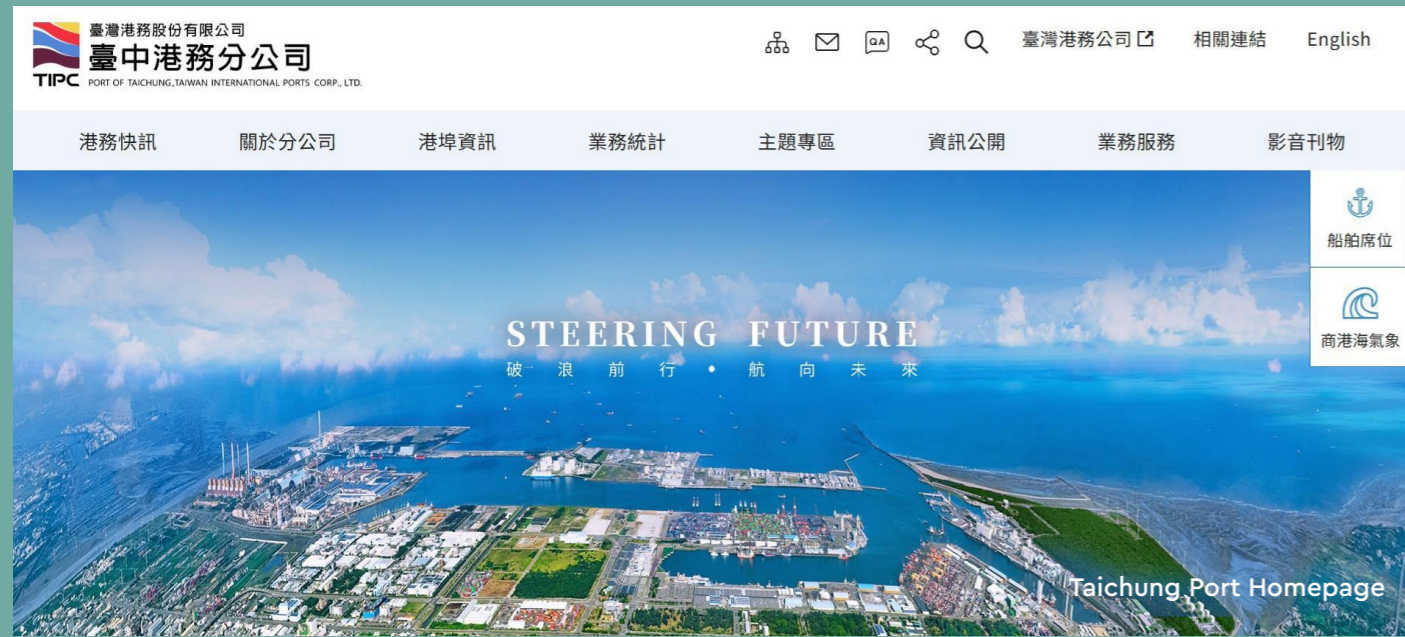 臺灣港務股份有限公司
臺中港務分公司
TIPC PORT OF TAICHUNG,TAIWAN INTERNATIONAL PORTS CORP., LTD.
QA 臺灣港務公司 相關連結 English
港務快訊 關於分公司 港埠資訊 業務統計 主題專區 資訊公開 業務服務 影音刊物
船舶席位
商港海氣象
STEERING FUTURE
破浪前行•航向未來
Taichung Port Homepage